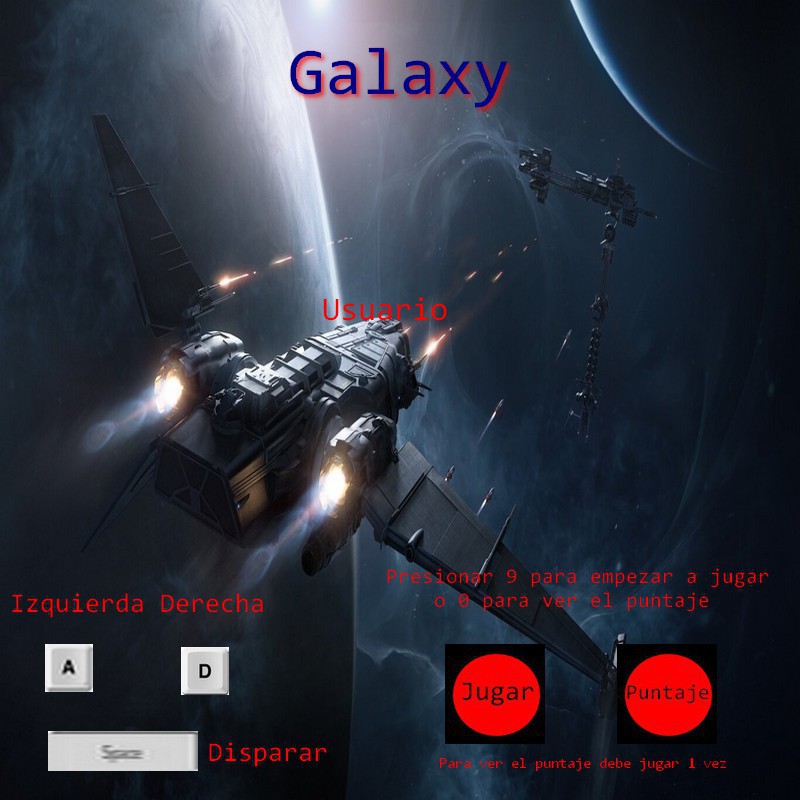 Galaxy
Usuario
Presionar 9 para empezar a jugar
o 0 para ver el puntaje
Izquierda Derecha
A
D
Jugar
Puntaje
Space
Disparar
Para ver el puntaje debe jugar 1 vez